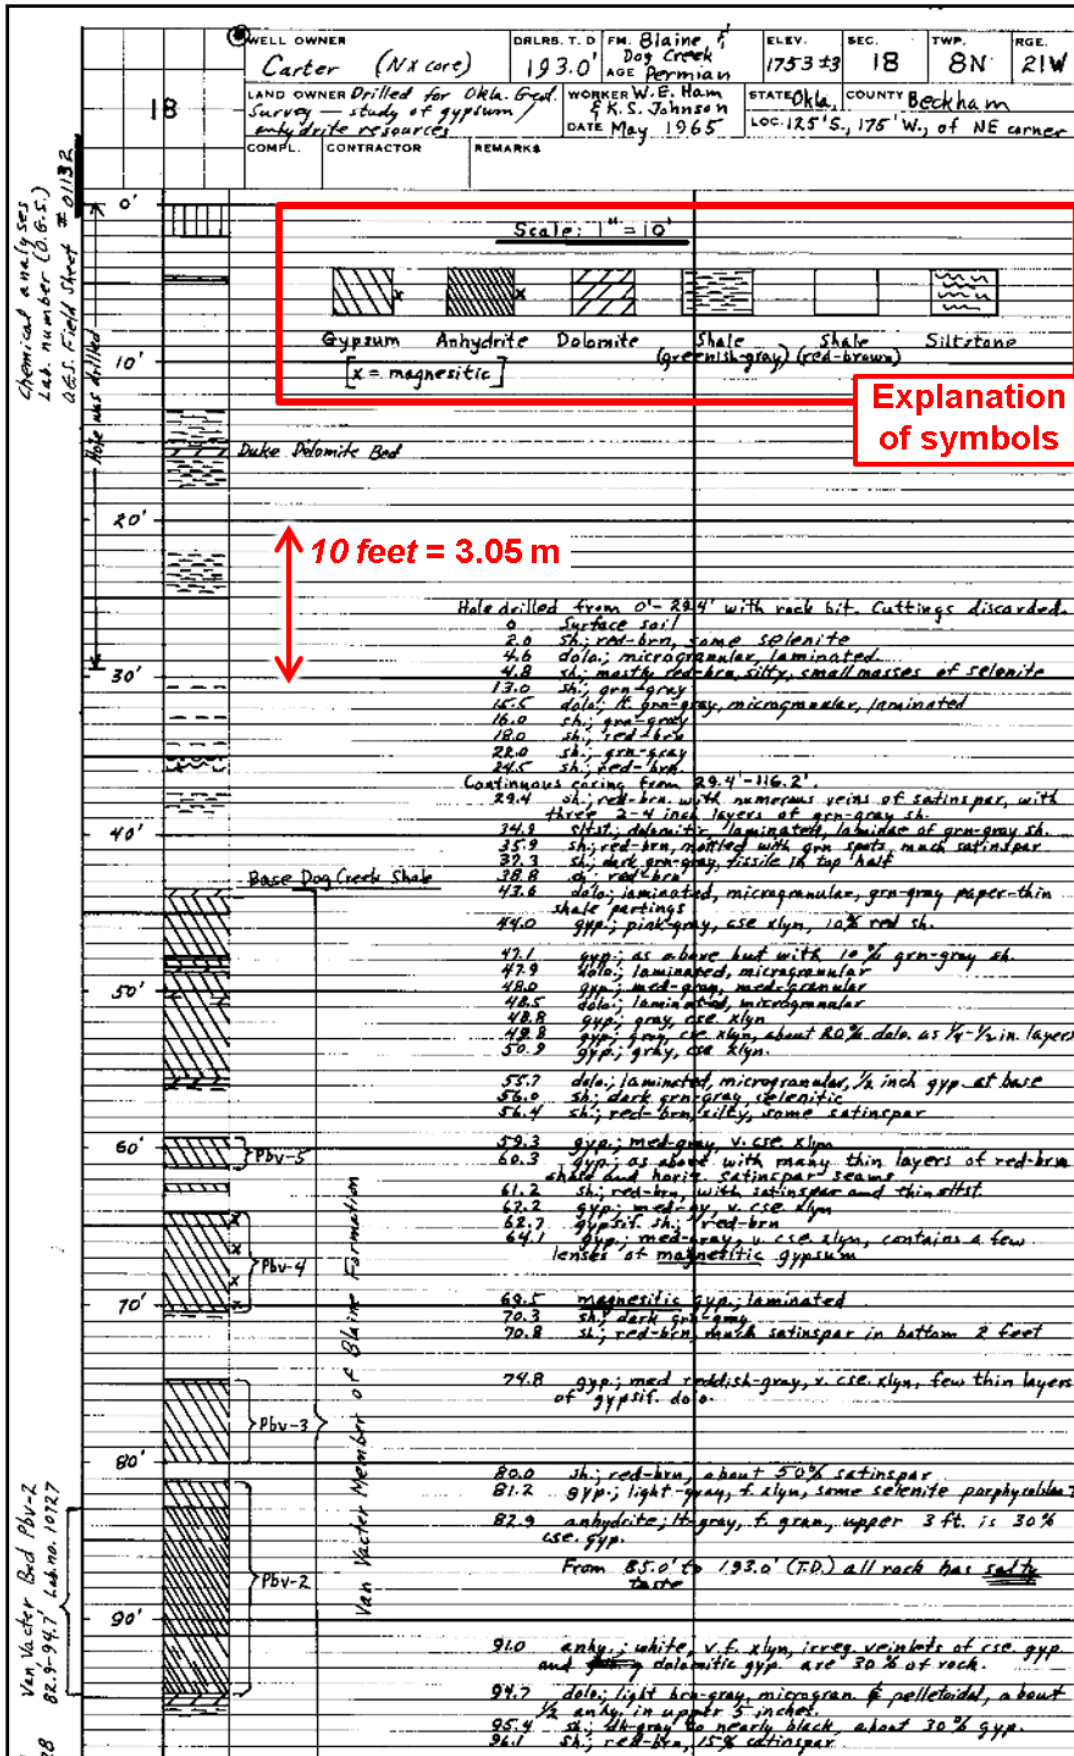 WELL OWNER
Carter (Nx core)
DRLRS. T. D
193.0'
FM. Blaine &
Dog Creek
AGE Permian
ELEV.
1753±3
SEC.
18
TWP.
8N
RGE.
21W
18
LAND OWNER Drilled for Okla. Geol.
Survey — study of gypsum/
anhydrite resources
WORKER W. E. Ham
& K. S. Johnson
DATE May 1965
STATE Okla.
COUNTY Beckham
LOC. 125'S., 175'W., of NE corner
COMPL.
CONTRACTOR
REMARKS
Chemical analyses
Lab. number (O.G.S.)
O.G.S. Field Sheet # 01132
Hole was drilled
0'
Scale: 1" = 10'
Gypsum
Anhydrite
Dolomite
Shale
(greenish-gray)
Shale
(red-brown)
Siltstone
[x = magnesitic]
Explanation
of symbols
10'
Duke Dolomite Bed
20'
10 feet = 3.05 m
30'
Hole drilled from 0'-29.4' with rock bit. Cuttings discarded.
0 Surface soil
2.0 sh.; red-brn, some selenite
4.6 dolo.; microgranular, laminated
4.8 sh.; mostly red-brn, silty, small masses of selenite
13.0 sh.; grn-gray
15.5 dolo.; lt. grn-gray, microgranular, laminated
16.0 sh.; grn-gray
18.0 sh.; red-brn
22.0 sh.; grn-gray
24.5 sh.; red-brn
Continuous coring from 29.4'-116.2'.
29.4 sh.; red-brn with numerous veins of satinspar, with
three 2-4 inch layers of grn-gray sh.
34.9 sltst.; dolomitic, laminated, laminae of grn-gray sh.
35.9 sh.; red-brn, mottled with grn spots, much satinspar
37.3 sh.; dark grn-gray, fissile in top half
38.8 sh.; red-brn
40'
Base Dog Creek Shale
43.6 dolo.; laminated, microgranular, grn-gray paper-thin
shale partings
44.0 gyp.; pink-gray, cse xlyn, 10% red sh.
47.1 gyp.; as above but with 10% grn-gray sh.
47.9 dolo.; laminated, microgranular
50'
48.0 gyp.; med-gray, med-granular
48.5 dolo.; laminated, microgranular
48.8 gyp.; gray, cse. xlyn
49.8 gyp.; gray, cse xlyn, about 20% dolo. as 1/4-1/2 in. layers
50.9 gyp.; gray, cse xlyn.
55.7 dolo.; laminated, microgranular, 1/2 inch gyp. at base
56.0 sh.; dark grn-gray, selenitic
56.4 sh.; red-brn, silty, some satinspar
60'
Pbv-5
59.3 gyp.; med-gray, v. cse xlyn
60.3 gyp.; as above with many thin layers of red-brn
shale and horiz. satinspar seams
61.2 sh.; red-brn, with satinspar and thin sltst.
62.2 gyp.; med-gy, v. cse xlyn
62.7 gypsif. sh.; red-brn
64.1 gyp.; med-gray, v. cse xlyn, contains a few
lenses of magnesitic gypsum
Pbv-4
Van Vacter Member of Blaine Formation
70'
69.5 magnesitic gyp.; laminated
70.3 sh.; dark grn-gray
70.8 sh.; red-brn, much satinspar in bottom 2 feet
74.8 gyp.; med reddish-gray, v. cse. xlyn, few thin layers
of gypsif. dolo.
Pbv-3
80'
80.0 sh.; red-brn, about 50% satinspar
81.2 gyp.; light-gray, f. xlyn, some selenite
82.9 anhydrite; lt-gray, f. gran., upper 3 ft. is 30%
cse. gyp.
From 85.0' to 193.0' (T.D.) all rock has salty
taste
Pbv-2
90'
Van Vacter Bed Pbv-2
82.9-94.7' Lab. no. 10727
91.0 anhy.; white, v. f. xlyn, irreg. veinlets of cse. gyp
and dolomitic gyp. are 30% of rock.
94.7 dolo.; light brn-gray, microgran. & pelletoidal, about
1/2 anhy. in upper 5 inches.
95.4 sh.; dk-gray to nearly black, about 30% gyp.
96.1 sh.; red-brn, 15% satinspar
28